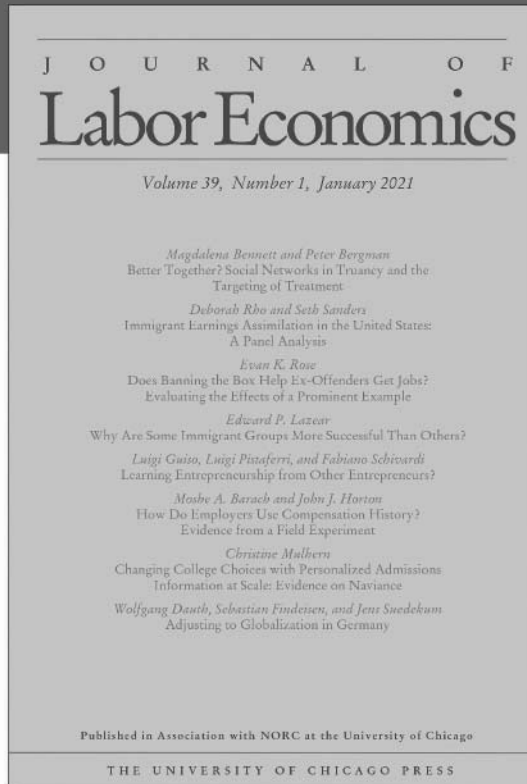 JOURNAL OF
Labor Economics
Volume 39, Number 1, January 2021
Magdalena Bennett and Peter Bergman
Better Together? Social Networks in Truancy and the
Targeting of Treatment
Deborah Rho and Seth Sanders
Immigrant Earnings Assimilation in the United States:
A Panel Analysis
Evan K. Rose
Does Banning the Box Help Ex-Offenders Get Jobs?
Evaluating the Effects of a Prominent Example
Edward P. Lazear
Why Are Some Immigrant Groups More Successful Than Others?
Luigi Guiso, Luigi Pistaferri, and Fabiano Schivardi
Learning Entrepreneurship from Other Entrepreneurs?
Moshe A. Barach and John J. Horton
How Do Employers Use Compensation History?
Evidence from a Field Experiment
Christine Mulhern
Changing College Choices with Personalized Admissions
Information at Scale: Evidence on Naviance
Wolfgang Dauth, Sebastian Findeisen, and Jens Suedekum
Adjusting to Globalization in Germany
Published in Association with NORC at the University of Chicago
THE UNIVERSITY OF CHICAGO PRESS